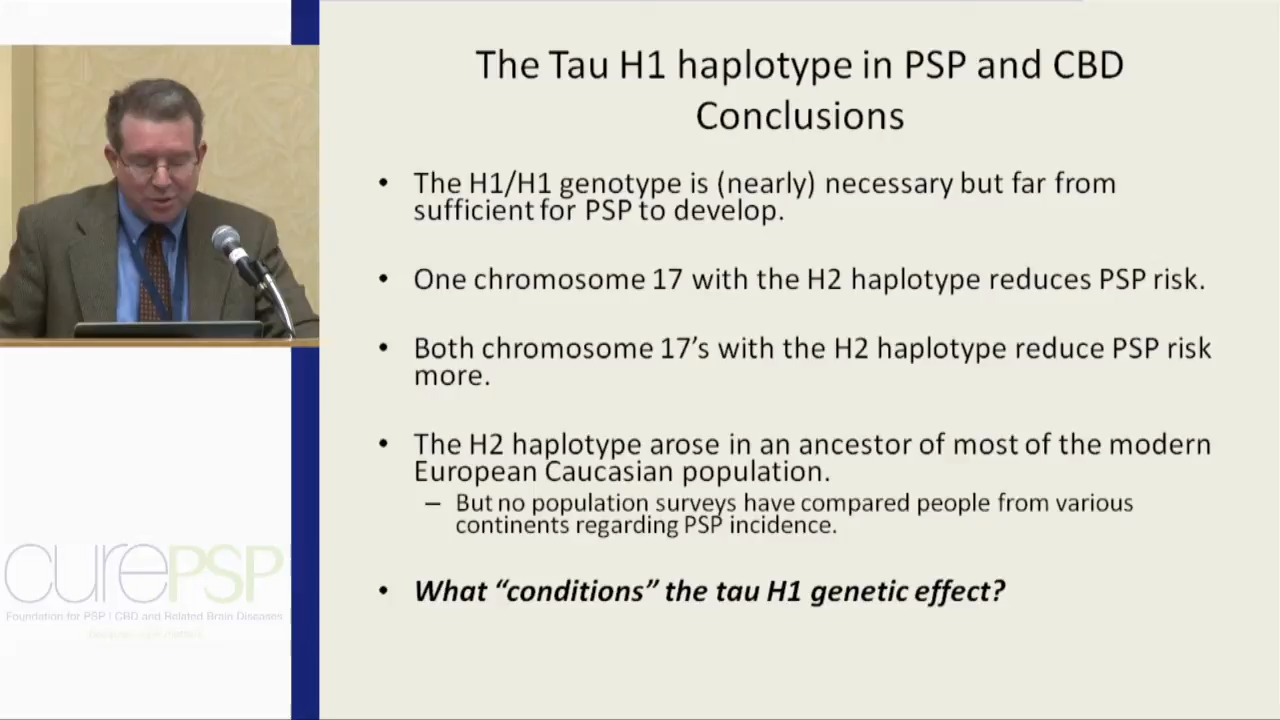 The Tau H1 haplotype in PSP and CBD
Conclusions
• The H1/H1 genotype is (nearly) necessary but far from
sufficient for PSP to develop.
• One chromosome 17 with the H2 haplotype reduces PSP risk.
• Both chromosome 17’s with the H2 haplotype reduce PSP risk
more.
• The H2 haplotype arose in an ancestor of most of the modern
European Caucasian population.
– But no population surveys have compared people from various
continents regarding PSP incidence.
• What “conditions” the tau H1 genetic effect?
curePSP
Foundation for PSP | CBD and Related Brain Diseases